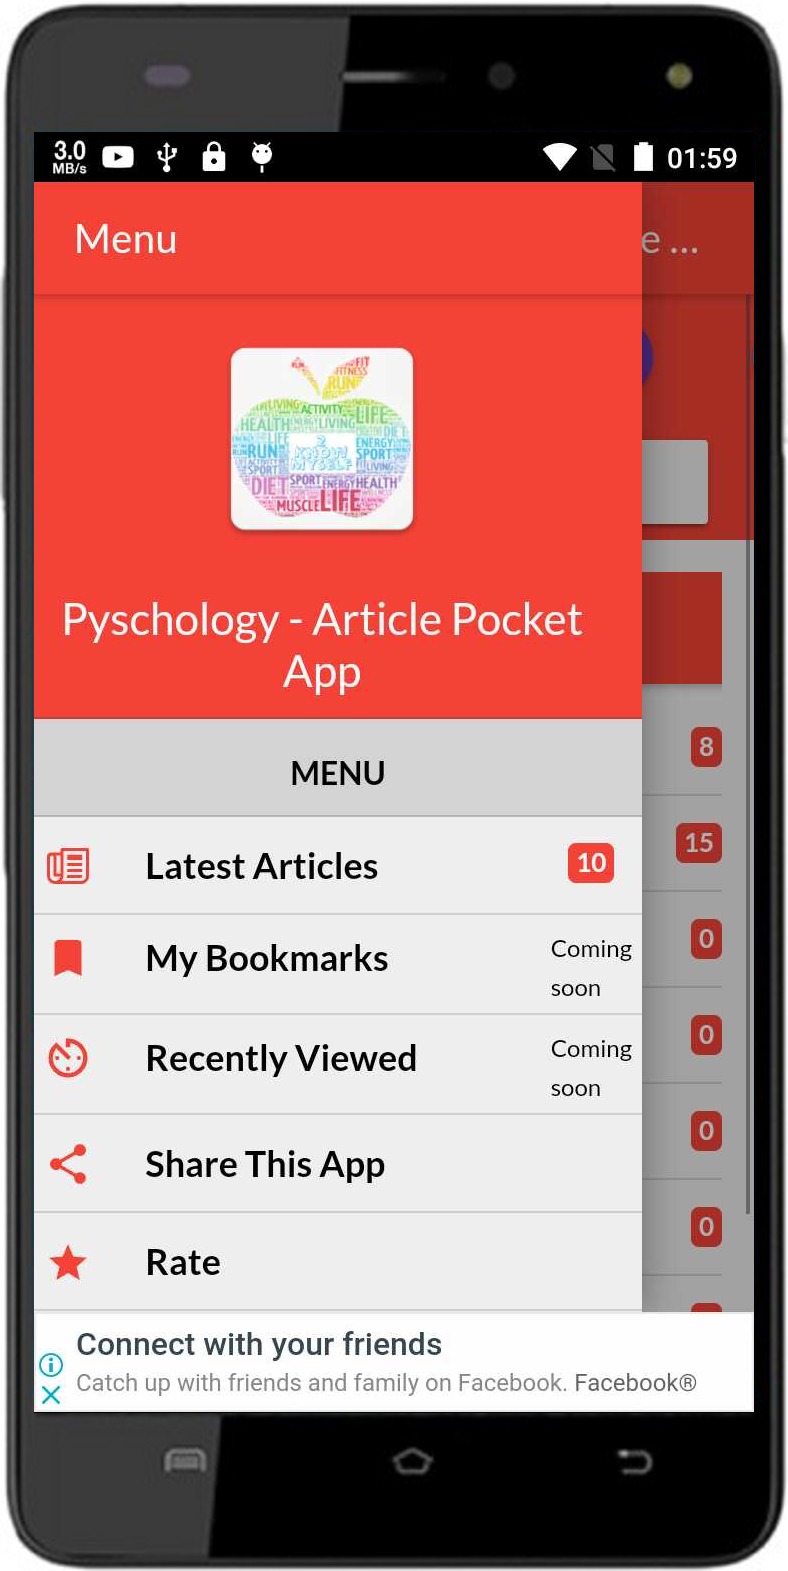 3.0
MB/s
01:59
Menu
e ...
FIT
FITNESS
RUN
LIVING ACTIVITY LIFE
HEALTH ENERGY LIVING DIET
LIFE ENERGY
RUN SPORT
SPORT LIVING
2
KNOW
MYSELF
DIET SPORT ENERGY HEALTH
MUSCLE LIFE
Pyschology - Article Pocket
App
MENU
8
Latest Articles 10
15
My Bookmarks Coming
soon
0
Recently Viewed Coming
soon
0
Share This App
0
Rate
0
Connect with your friends
Catch up with friends and family on Facebook. Facebook®